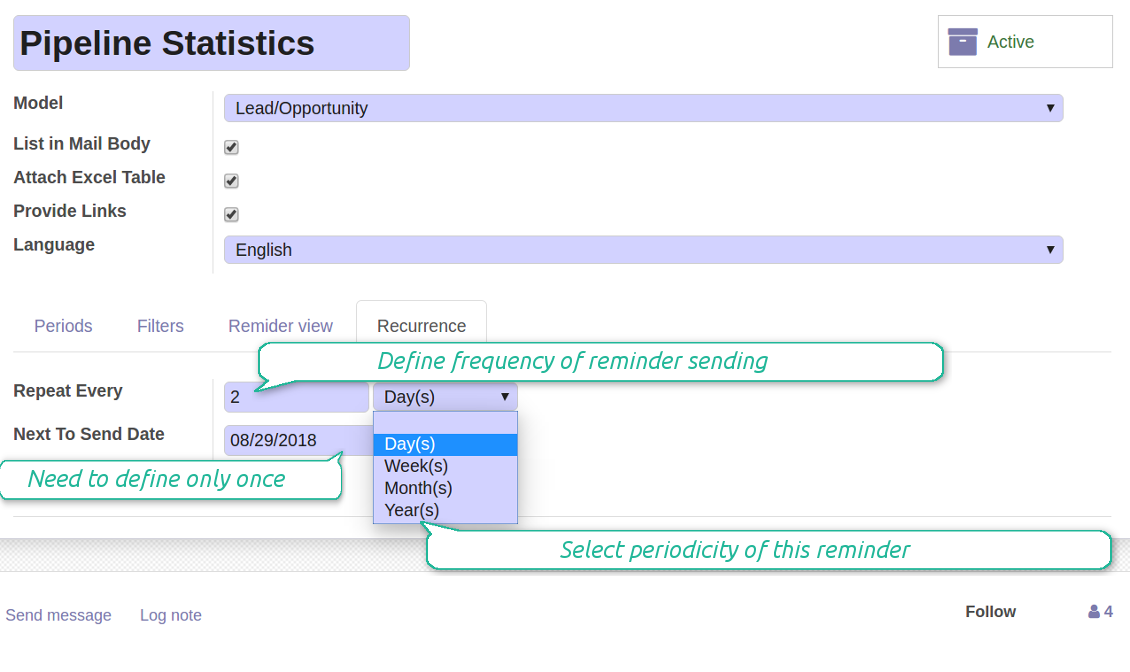 Pipeline Statistics
Active
Model
Lead/Opportunity
List in Mail Body
Attach Excel Table
Provide Links
Language
English
Periods Filters Remider view Recurrence
Define frequency of reminder sending
Repeat Every
2 Day(s)
Next To Send Date
08/29/2018
Day(s)
Week(s)
Month(s)
Year(s)
Need to define only once
Select periodicity of this reminder
Send message Log note
Follow 4